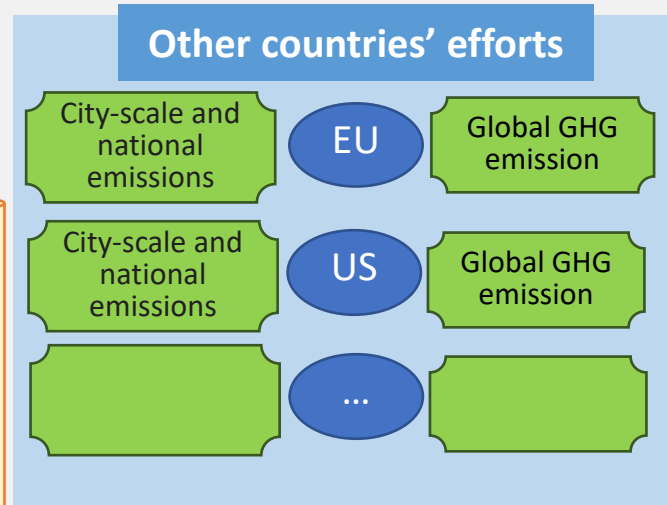 Other countries’ efforts
City-scale and
national
emissions
EU
Global GHG
emission
City-scale and
national
emissions
US
Global GHG
emission
...